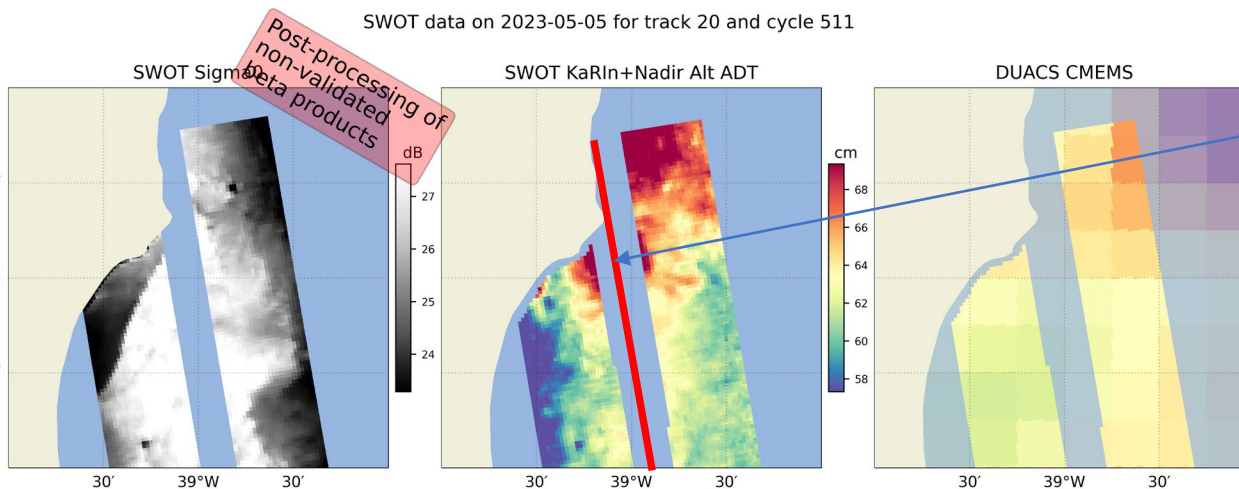 SWOT data on 2023-05-05 for track 20 and cycle 511
Post-processing of
non-validated
beta products
SWOT Sigma0
dB
27
26
25
24
30′ 39°W 30′
SWOT KaRIn+Nadir Alt ADT
cm
68
66
64
62
60
58
30′ 39°W 30′
DUACS CMEMS
30′ 39°W 30′